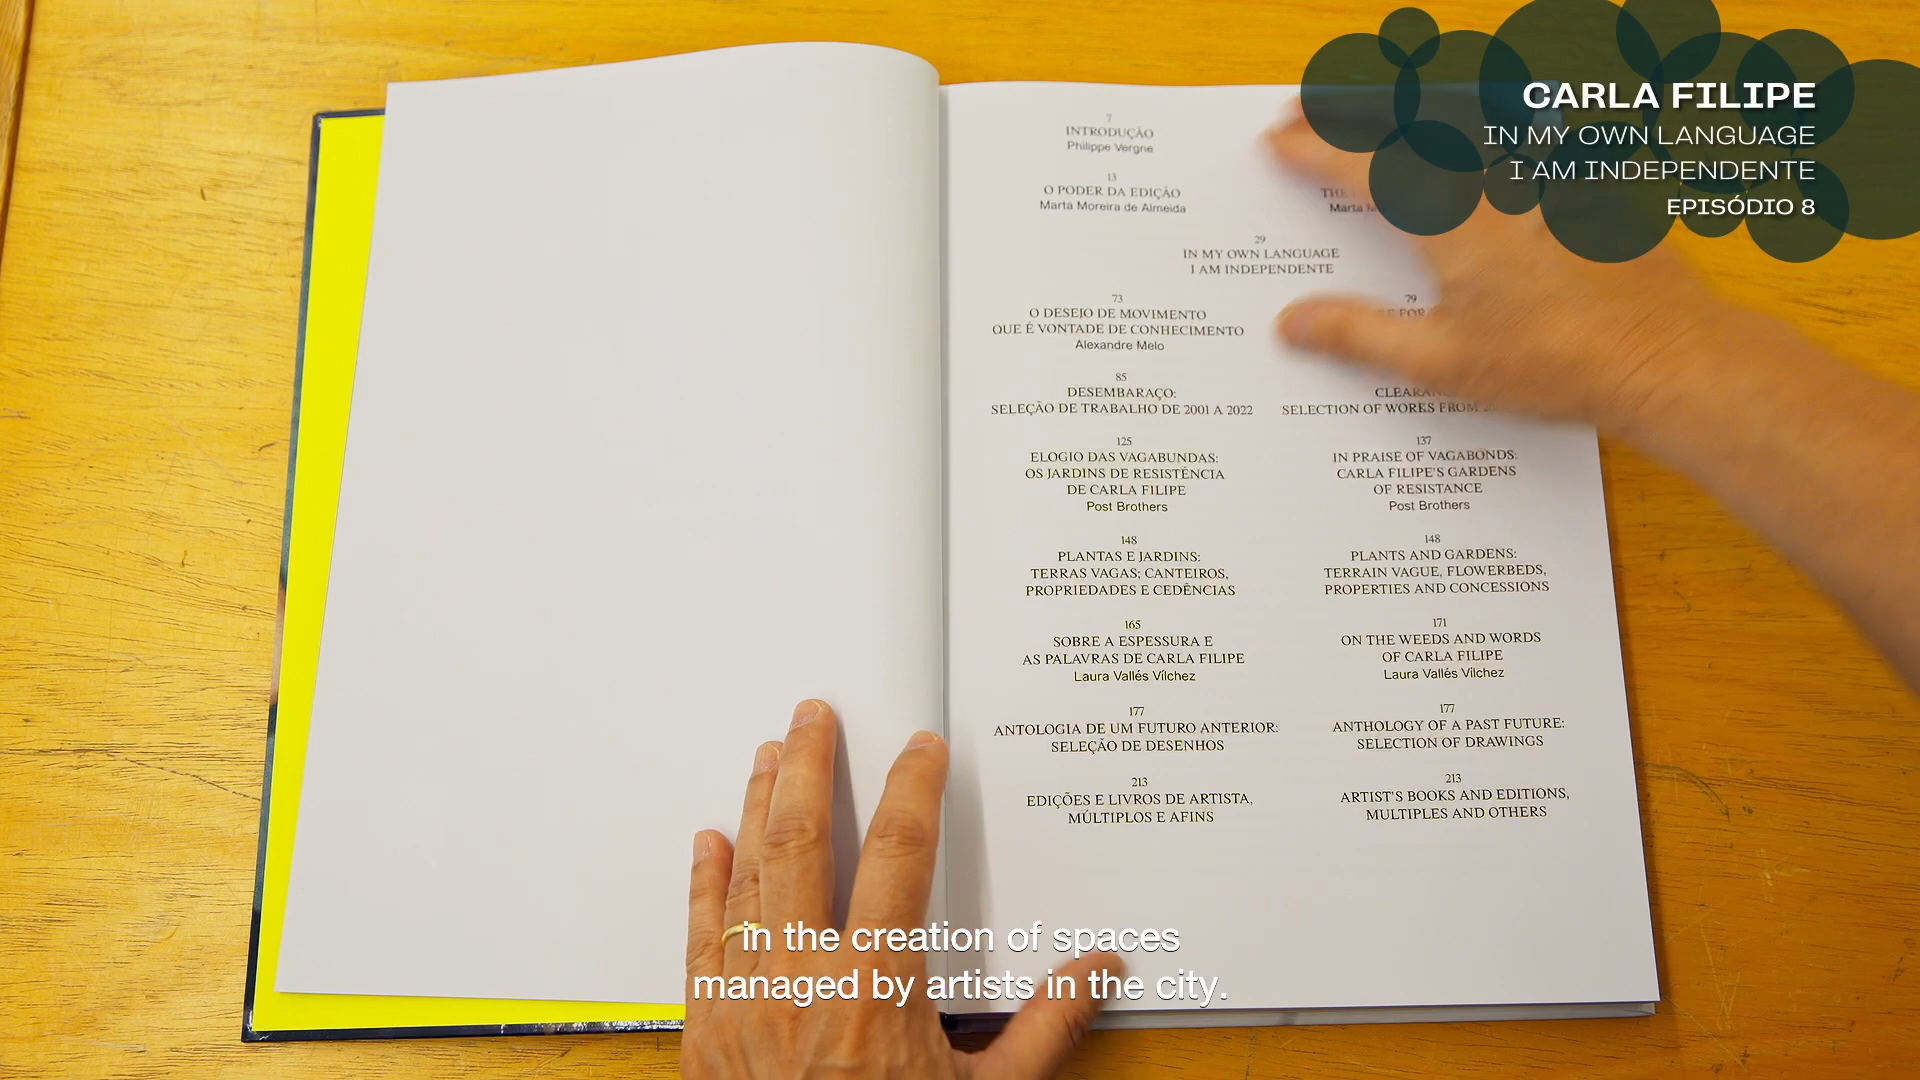 CARLA FILIPE
IN MY OWN LANGUAGE
I AM INDEPENDENTE
EPISÓDIO 8
7
INTRODUÇÃO
Philippe Vergne
13
O PODER DA EDIÇÃO
Marta Moreira de Almeida
THE
Marta
29
IN MY OWN LANGUAGE
I AM INDEPENDENTE
73
O DESEJO DE MOVIMENTO
QUE É VONTADE DE CONHECIMENTO
Alexandre Melo
79
FOR
85
DESEMBARAÇO:
SELEÇÃO DE TRABALHO DE 2001 A 2022
SELECTION OF WORKS FROM
125
ELOGIO DAS VAGABUNDAS:
OS JARDINS DE RESISTÊNCIA
DE CARLA FILIPE
Post Brothers
137
IN PRAISE OF VAGABONDS:
CARLA FILIPE'S GARDENS
OF RESISTANCE
Post Brothers
148
PLANTAS E JARDINS:
TERRAS VAGAS; CANTEIROS,
PROPRIEDADES E CEDÊNCIAS
148
PLANTS AND GARDENS:
TERRAIN VAGUE, FLOWERBEDS,
PROPERTIES AND CONCESSIONS
165
SOBRE A ESPESSURA E
AS PALAVRAS DE CARLA FILIPE
Laura Vallés Vílchez
171
ON THE WEEDS AND WORDS
OF CARLA FILIPE
Laura Vallés Vílchez
177
ANTOLOGIA DE UM FUTURO ANTERIOR:
SELEÇÃO DE DESENHOS
177
ANTHOLOGY OF A PAST FUTURE:
SELECTION OF DRAWINGS
213
EDIÇÕES E LIVROS DE ARTISTA,
MÚLTIPLOS E AFINS
213
ARTIST'S BOOKS AND EDITIONS,
MULTIPLES AND OTHERS
in the creation of spaces
managed by artists in the city.